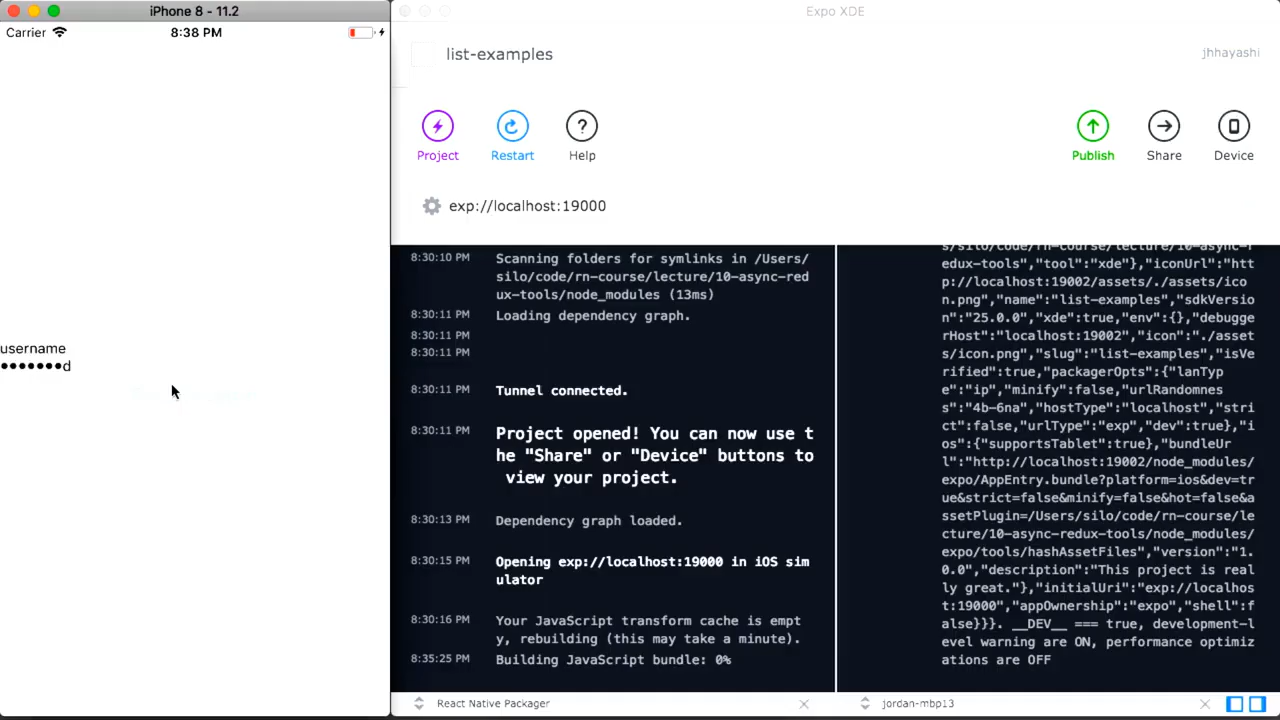 iPhone 8 - 11.2
Carrier
8:38 PM
username
•••••••d
Expo XDE
list-examples
jhhayashi
Project
Restart
Help
Publish
Share
Device
exp://localhost:19000
8:30:10 PM Scanning folders for symlinks in /Users/
silo/code/rn-course/lecture/10-async-red
ux-tools/node_modules (13ms)
8:30:11 PM Loading dependency graph.
8:30:11 PM
8:30:11 PM
8:30:11 PM Tunnel connected.
8:30:11 PM Project opened! You can now use t
he "Share" or "Device" buttons to
view your project.
8:30:13 PM Dependency graph loaded.
8:30:15 PM Opening exp://localhost:19000 in iOS sim
ulator
8:30:16 PM Your JavaScript transform cache is empt
y, rebuilding (this may take a minute).
8:35:25 PM Building JavaScript bundle: 0%
s/silo/code/rn-course/lecture/10-async-r
edux-tools","tool":"xde"},"iconUrl":"htt
p://localhost:19002/assets/./assets/ico
n.png","name":"list-examples","sdkVersio
n":"25.0.0","xde":true,"env":{},"debugge
rHost":"localhost:19002","icon":"./asse
ts/icon.png","slug":"list-examples","isVe
rified":true,"packagerOpts":{"lanTyp
e":"ip","minify":false,"urlRandomne
ss":"4b-6na","hostType":"localhost","stri
ct":false,"urlType":"exp","dev":true},"i
os":{"supportsTablet":true},"bundleUr
l":"http://localhost:19002/node_modules/
expo/AppEntry.bundle?platform=ios&dev=tr
ue&strict=false&minify=false&hot=false&a
ssetPlugin=/Users/silo/code/rn-course/le
cture/10-async-redux-tools/node_modules/
expo/tools/hashAssetFiles","version":"1.
0.0","description":"This project is real
ly great."},"initialUri":"exp://localhos
t:19000","appOwnership":"expo","shell":f
alse}}}. __DEV__ === true, development-l
evel warning are ON, performance optimiz
ations are OFF
React Native Packager
jordan-mbp13